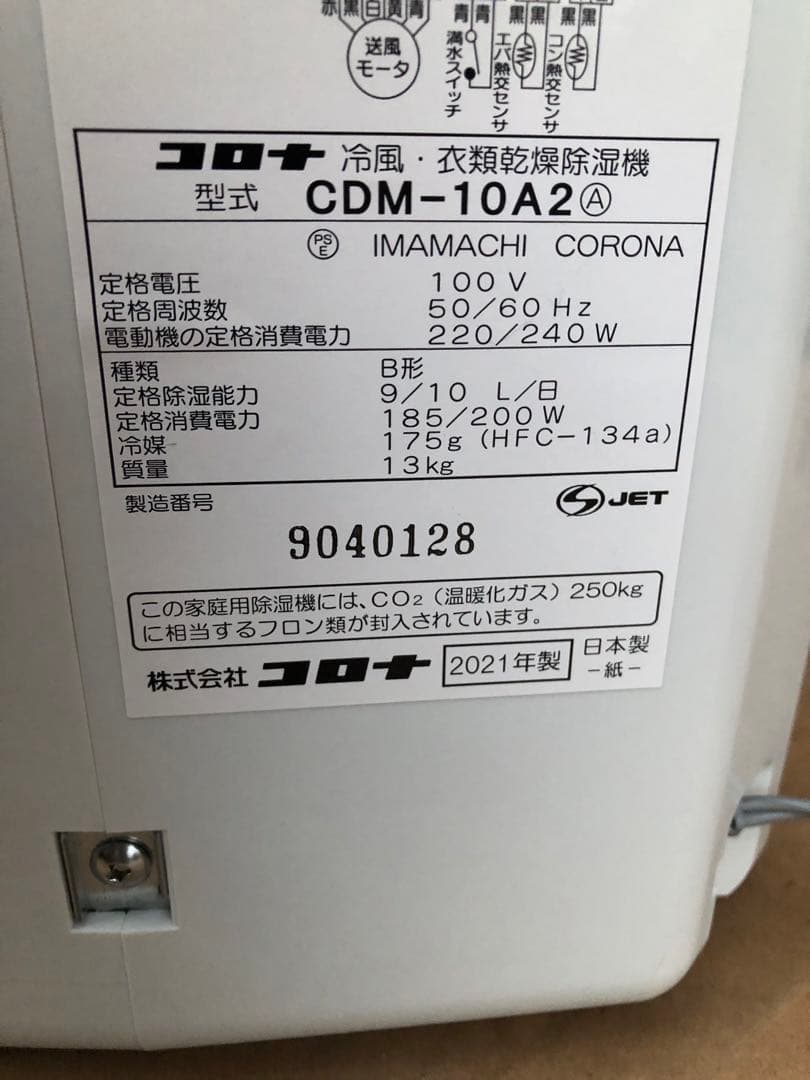 赤 黒 白 黄 青 青 青 黒 黒 黒 黒
送風
モータ
満水スイッチ
エバ熱交センサ
コン熱交センサ
コロナ 冷風・衣類乾燥除湿機
型式 CDM-10A2Ⓐ
PS
E
IMAMACHI CORONA
定格電圧 100V
定格周波数 50/60Hz
電動機の定格消費電力 220/240W
種類 B形
定格除湿能力 9/10 L/日
定格消費電力 185/200W
冷媒 175g(HFC-134a)
質量 13kg
製造番号 JET
9040128
この家庭用除湿機には、CO₂(温暖化ガス)250kg
に相当するフロン類が封入されています。
株式会社 コロナ 2021年製 日本製
-紙-